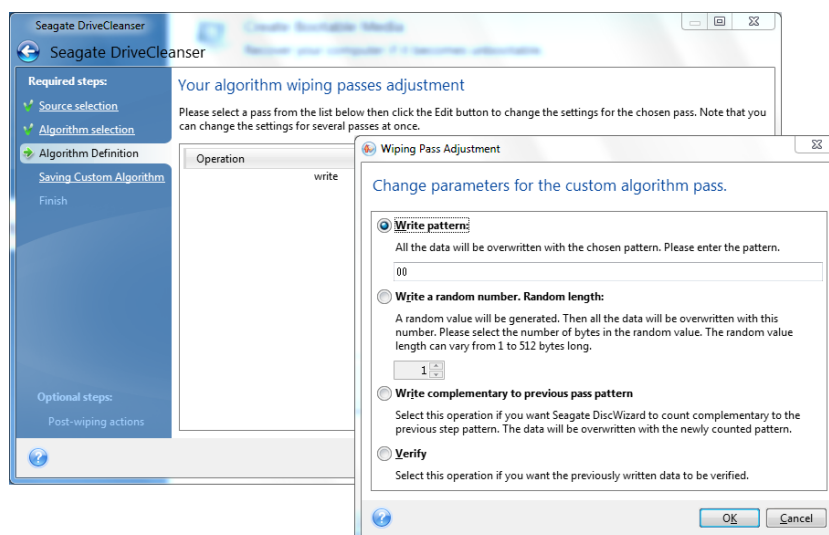 Seagate DriveCleanser
Create Bootable Media
Recover your computer if it becomes unbootable
Seagate DriveCleanser
Required steps:
Source selection
Algorithm selection
Algorithm Definition
Saving Custom Algorithm
Finish
Optional steps:
Post-wiping actions
Your algorithm wiping passes adjustment
Please select a pass from the list below then click the Edit button to change the settings for the chosen pass. Note that you
can change the settings for several passes at once.
Operation
write
Wiping Pass Adjustment
Change parameters for the custom algorithm pass.
Write pattern:
All the data will be overwritten with the chosen pattern. Please enter the pattern.
00
Write a random number. Random length:
A random value will be generated. Then all the data will be overwritten with this
number. Please select the number of bytes in the random value. The random value
length can vary from 1 to 512 bytes long.
1
Write complementary to previous pass pattern
Select this operation if you want Seagate DiscWizard to count complementary to the
previous step pattern. The data will be overwritten with the newly counted pattern.
Verify
Select this operation if you want the previously written data to be verified.
OK
Cancel